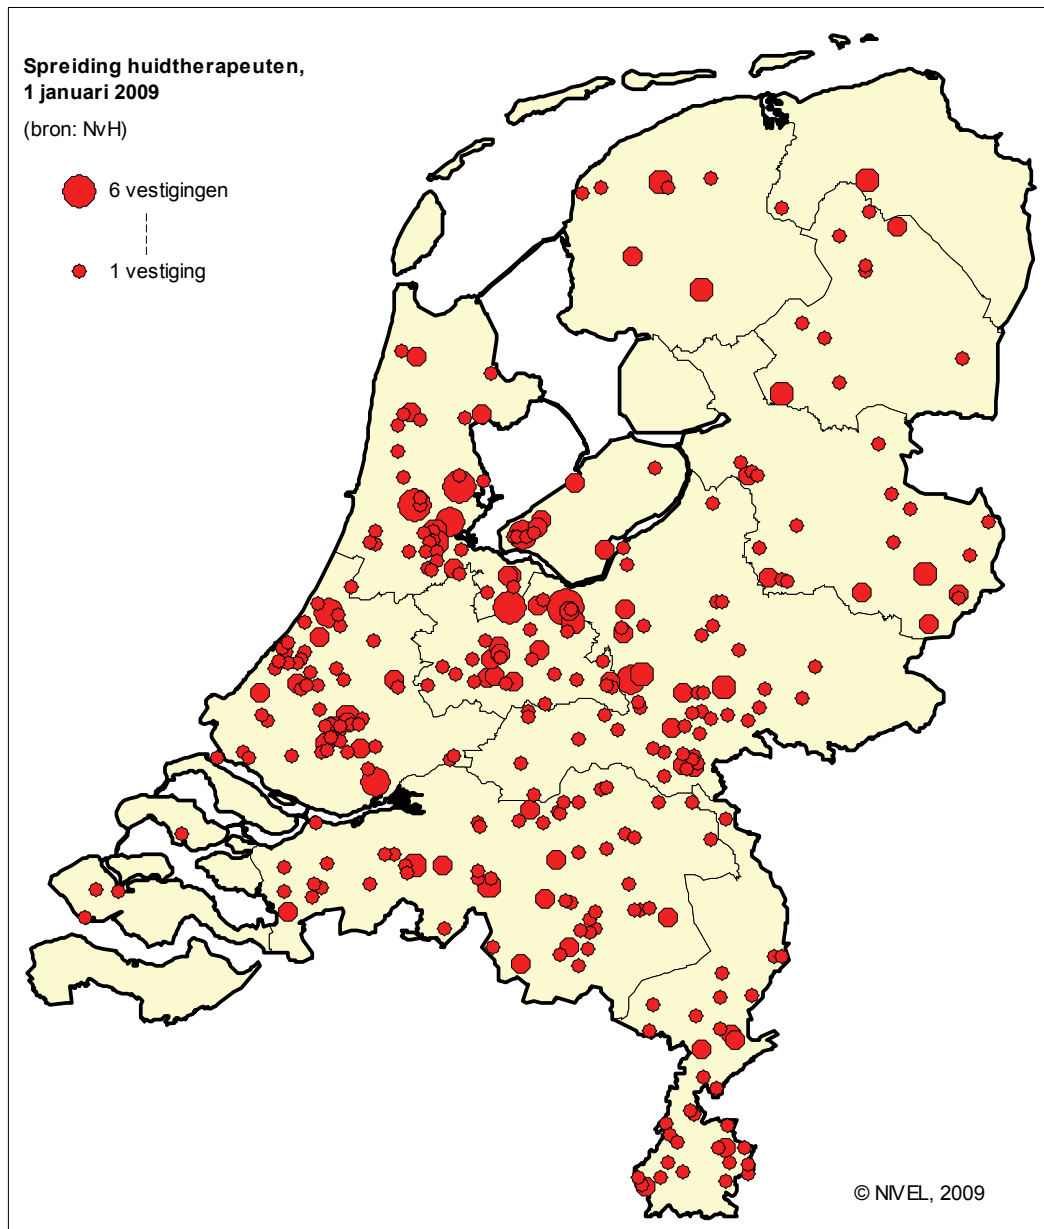 Spreiding huidtherapeuten,
1 januari 2009
(bron: NvH)
6 vestigingen
1 vestiging
© NIVEL, 2009